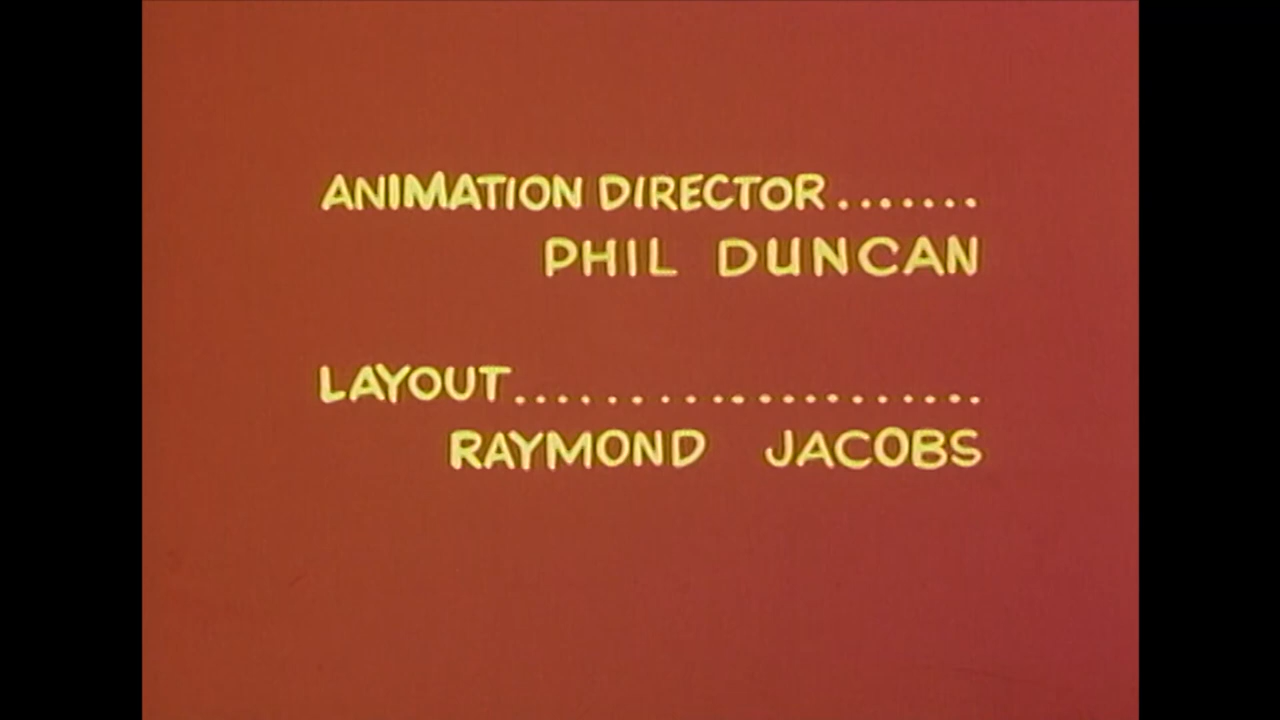 ANIMATION DIRECTOR.......
PHIL DUNCAN
LAYOUT....................
RAYMOND JACOBS